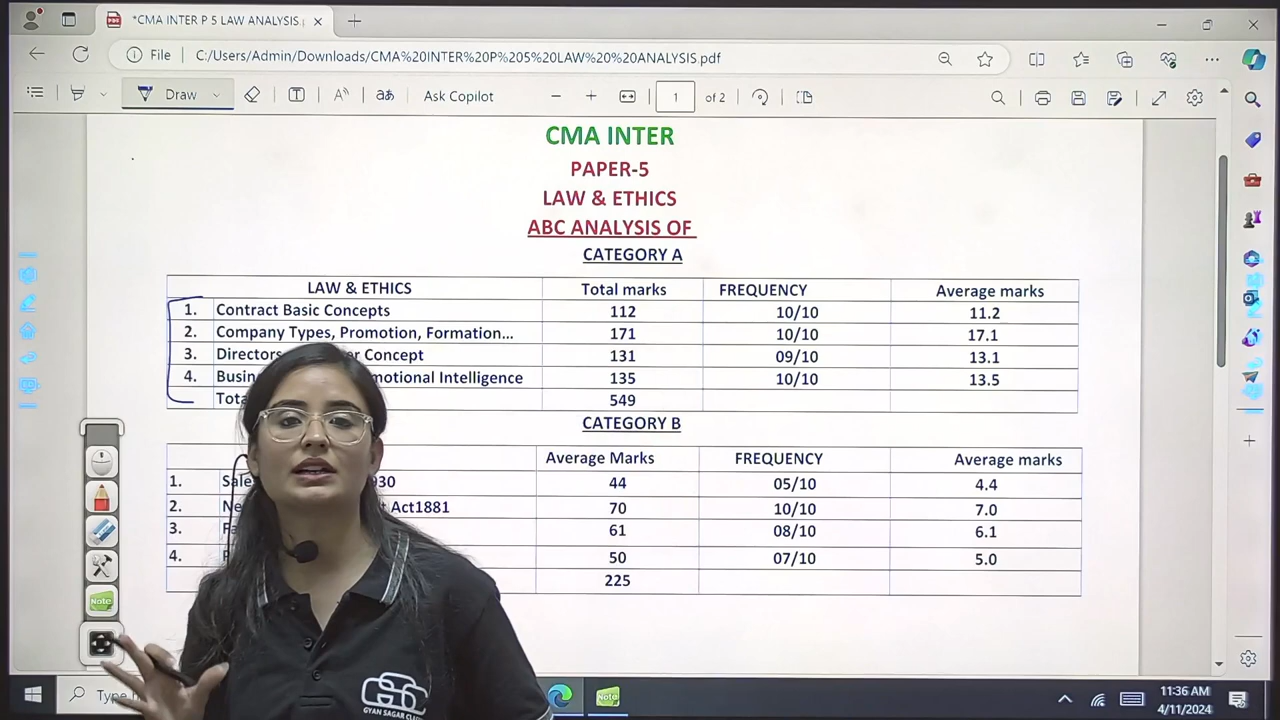 *CMA INTER P 5 LAW ANALYSIS.
File C:/Users/Admin/Downloads/CMA%20INTER%20P%205%20LAW%20%20ANALYSIS.pdf
Draw Ask Copilot 1 of 2
CMA INTER
PAPER-5
LAW & ETHICS
ABC ANALYSIS OF
CATEGORY A
LAW & ETHICS Total marks FREQUENCY Average marks
1. Contract Basic Concepts 112 10/10 11.2
2. Company Types, Promotion, Formation... 171 10/10 17.1
3. Directors Concept 131 09/10 13.1
4. Intelligence 135 10/10 13.5
549
CATEGORY B
Average Marks FREQUENCY Average marks
1. Sale 44 05/10 4.4
2. Act1881 70 10/10 7.0
3. 61 08/10 6.1
4. 50 07/10 5.0
225
Note
GSC
GYAN SAGAR
Note
11:36 AM
4/11/2024